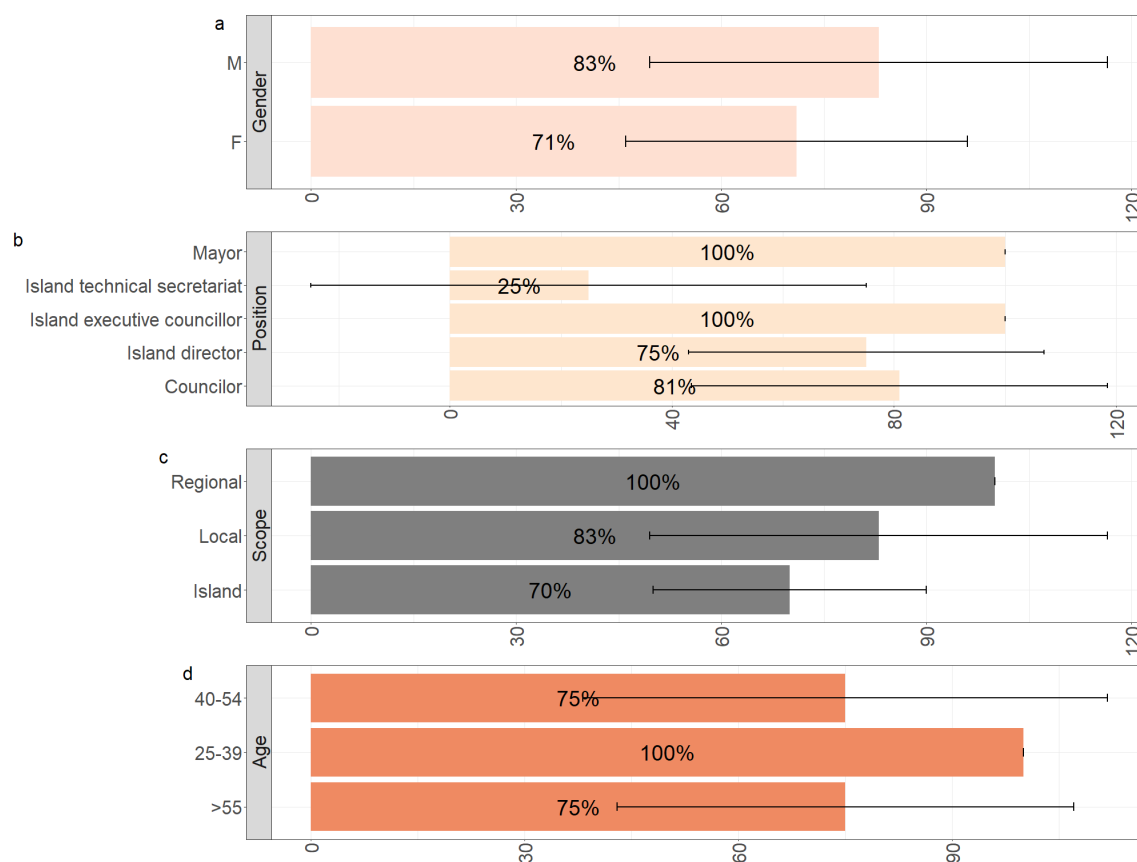 a
Gender
M
83%
F
71%
0 30 60 90 120
b
Position
Mayor
100%
Island technical secretariat
25%
Island executive councillor
100%
Island director
75%
Councilor
81%
0 40 80 120
c
Scope
Regional
100%
Local
83%
Island
70%
0 30 60 90 120
d
Age
40-54
75%
25-39
100%
>55
75%
0 30 60 90